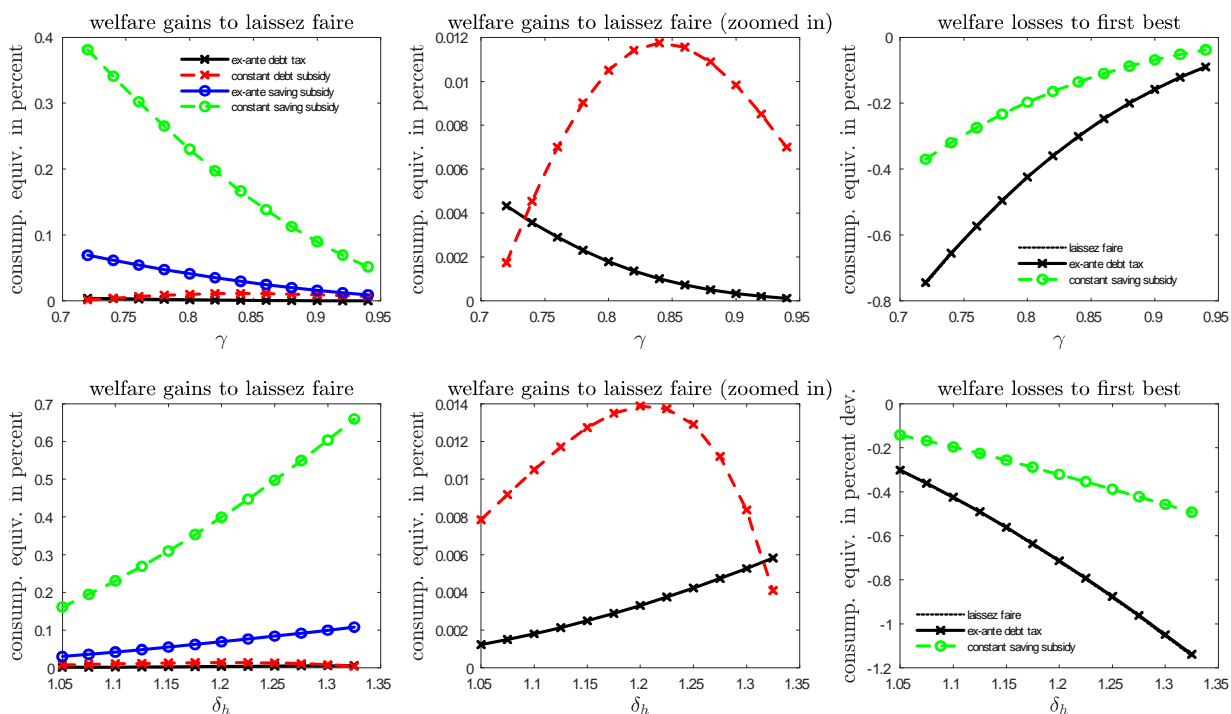 welfare gains to laissez faire
consump. equiv. in percent
0.4
0.3
0.2
0.1
0
ex-ante debt tax
constant debt subsidy
ex-ante saving subsidy
constant saving subsidy
0.7 0.75 0.8 0.85 0.9 0.95
γ
welfare gains to laissez faire (zoomed in)
consump. equiv. in percent
0.012
0.01
0.008
0.006
0.004
0.002
0
0.7 0.75 0.8 0.85 0.9 0.95
γ
welfare losses to first best
consump. equiv. in percent
0
-0.2
-0.4
-0.6
-0.8
laissez faire
ex-ante debt tax
constant saving subsidy
0.7 0.75 0.8 0.85 0.9 0.95
γ
welfare gains to laissez faire
consump. equiv. in percent
0.7
0.6
0.5
0.4
0.3
0.2
0.1
0
1.05 1.1 1.15 1.2 1.25 1.3 1.35
δh
welfare gains to laissez faire (zoomed in)
consump. equiv. in percent
0.014
0.012
0.01
0.008
0.006
0.004
0.002
0
1.05 1.1 1.15 1.2 1.25 1.3 1.35
δh
welfare losses to first best
consump. equiv. in percent dev.
0
-0.2
-0.4
-0.6
-0.8
-1
-1.2
laissez faire
ex-ante debt tax
constant saving subsidy
1.05 1.1 1.15 1.2 1.25 1.3 1.35
δh